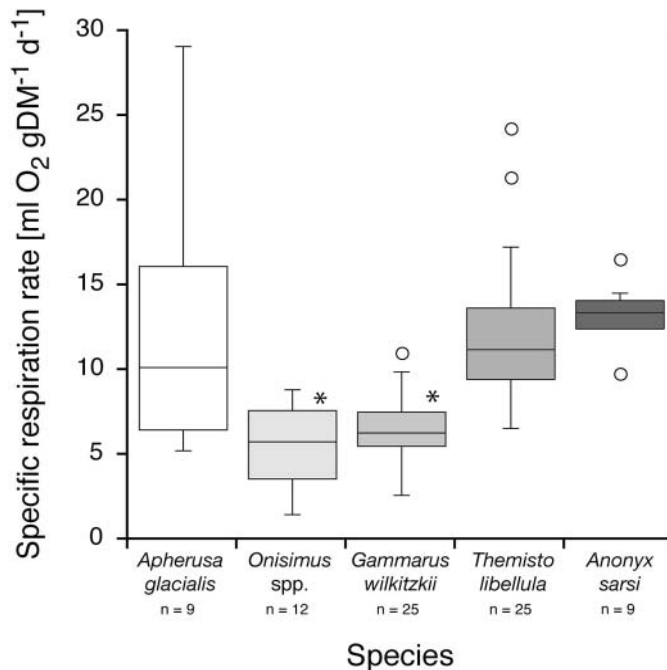 Specific respiration rate [ml O₂ gDM⁻¹ d⁻¹]
30
25
20
15
10
5
0
*
*
Apherusa glacialis
n = 9
Onisimus spp.
n = 12
Gammarus wilkitzkii
n = 25
Themisto libellula
n = 25
Anonyx sarsi
n = 9
Species